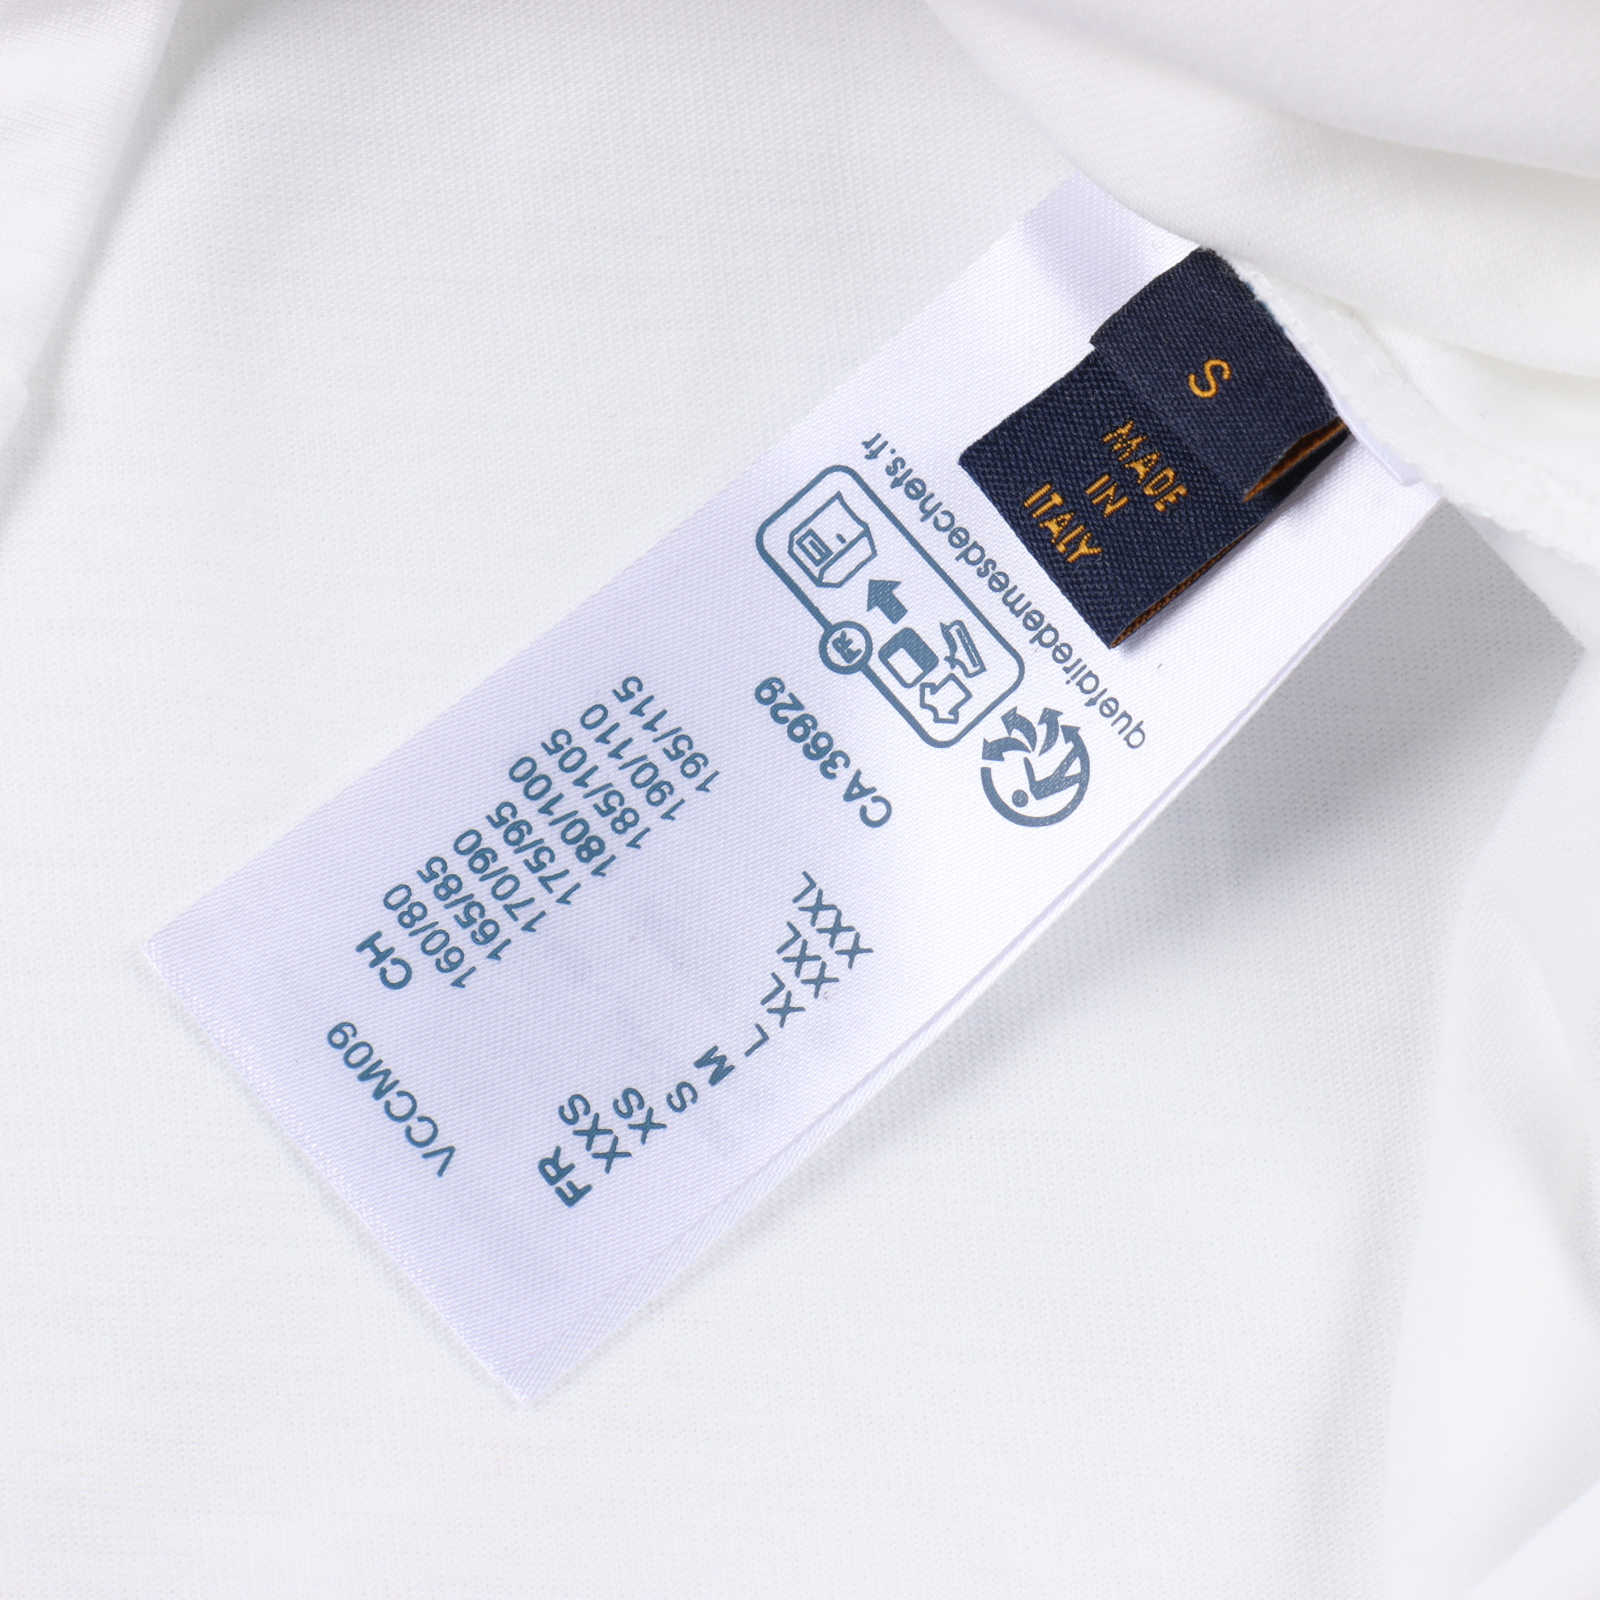 S
MADE
IN
ITALY
quefairedemesdechets.fr
FR
CA 36929
FR CH
XXS 160/80
XS 165/85
S 170/90
M 175/95
L 180/100
XL 185/105
XXL 190/110
XXXL 195/115
VCCM09